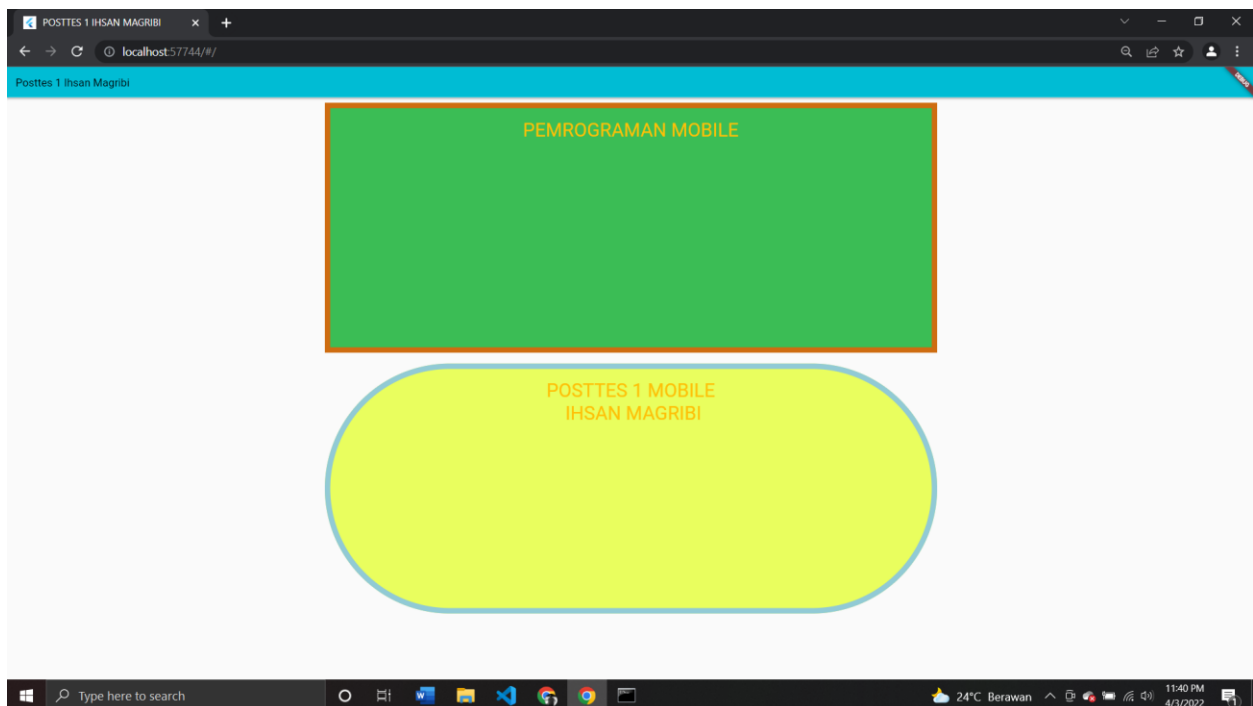 POSTTES 1 IHSAN MAGRIBI
localhost:57744/#/
Posttes 1 Ihsan Magribi
DEBUG
PEMROGRAMAN MOBILE
POSTTES 1 MOBILE
IHSAN MAGRIBI
Type here to search
24°C Berawan
11:40 PM
4/3/2022